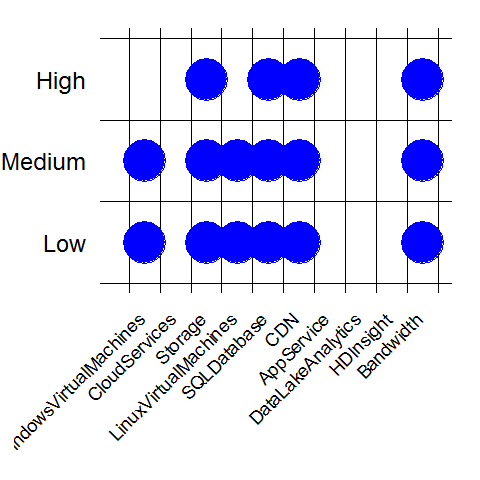 High
Medium
Low
ndowsVirtualMachines
CloudServices
Storage
LinuxVirtualMachines
SQLDatabase
CDN
AppService
DataLakeAnalytics
HDInsight
Bandwidth